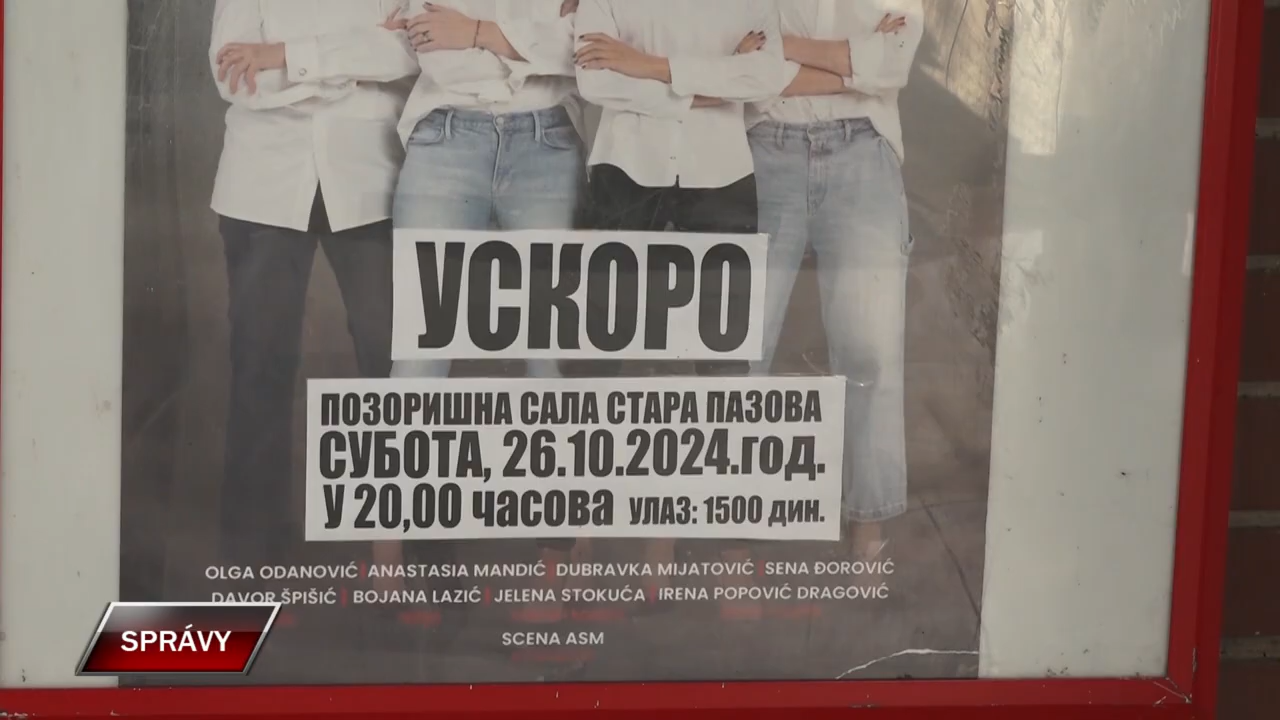 УСКОРО
ПОЗОРИШНА САЛА СТАРА ПАЗОВА
СУБОТА, 26.10.2024.год.
У 20,00 часова УЛАЗ: 1500 дин.
OLGA ODANOVIĆ | ANASTASIA MANDIĆ | DUBRAVKA MIJATOVIĆ | SENA ĐOROVIĆ
DAVOR ŠPIŠIĆ | BOJANA LAZIĆ | JELENA STOKUĆA | IRENA POPOVIĆ DRAGOVIĆ
SCENA ASM
SPRÁVY